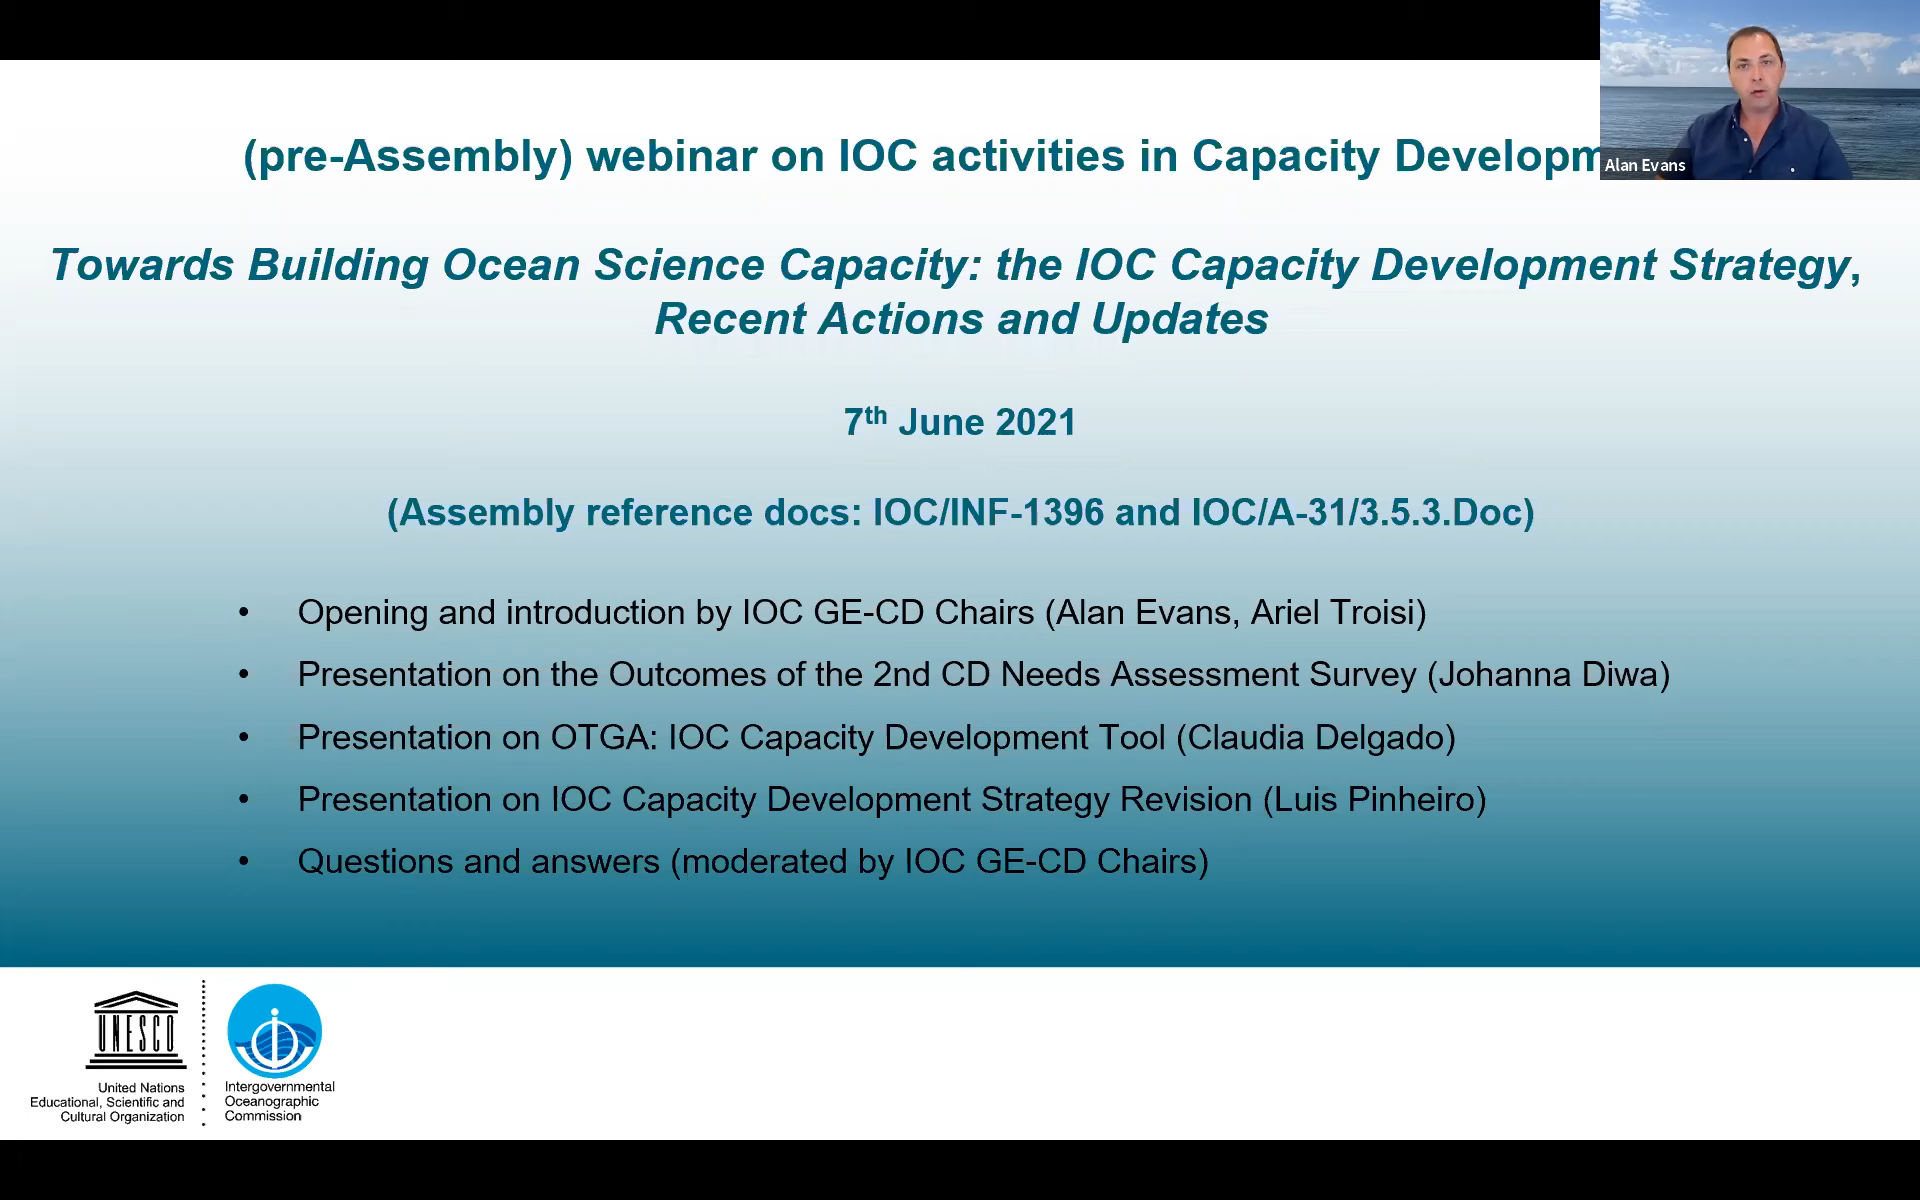 (pre-Assembly) webinar on IOC activities in Capacity Developm
Alan Evans
Towards Building Ocean Science Capacity: the IOC Capacity Development Strategy,
Recent Actions and Updates
7th June 2021
(Assembly reference docs: IOC/INF-1396 and IOC/A-31/3.5.3.Doc)
• Opening and introduction by IOC GE-CD Chairs (Alan Evans, Ariel Troisi)
• Presentation on the Outcomes of the 2nd CD Needs Assessment Survey (Johanna Diwa)
• Presentation on OTGA: IOC Capacity Development Tool (Claudia Delgado)
• Presentation on IOC Capacity Development Strategy Revision (Luis Pinheiro)
• Questions and answers (moderated by IOC GE-CD Chairs)
UNESCO
United Nations
Educational, Scientific and
Cultural Organization
Intergovernmental
Oceanographic
Commission